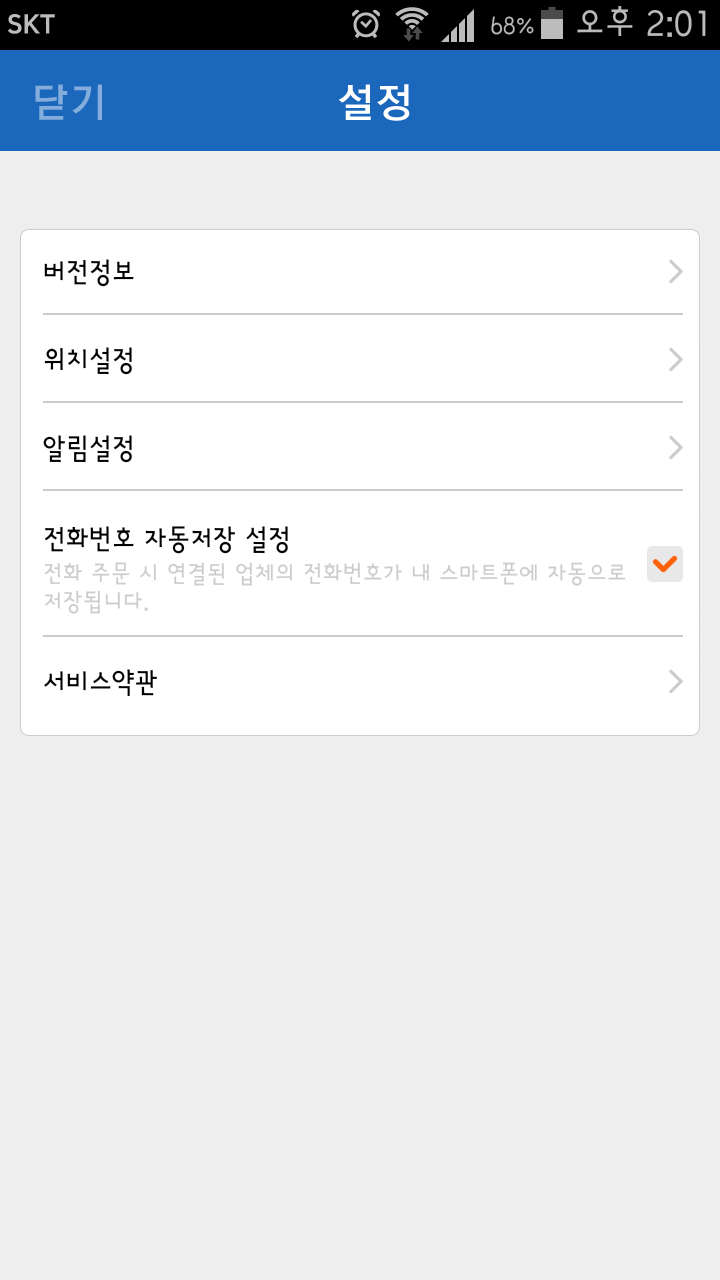 SKT 68% 오후 2:01
닫기 설정
버전정보
위치설정
알림설정
전화번호 자동저장 설정
전화 주문 시 연결된 업체의 전화번호가 내 스마트폰에 자동으로
저장됩니다.
서비스약관